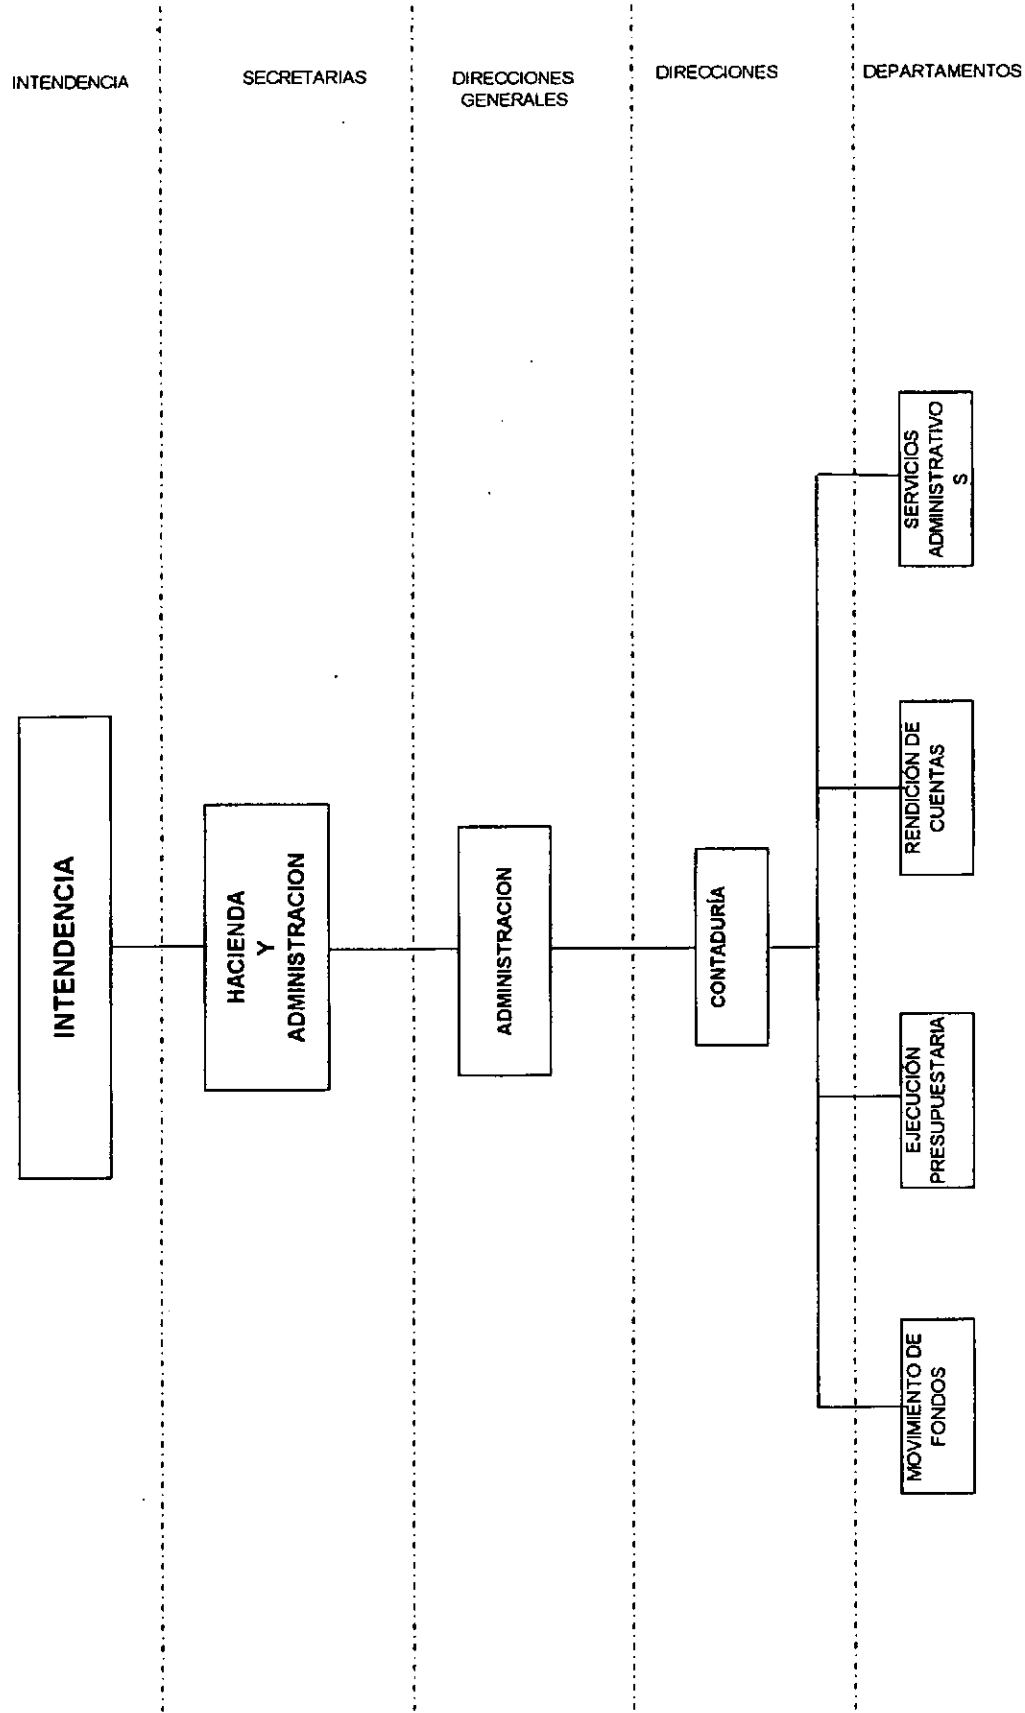 INTENDENCIA
SECRETARIAS
DIRECCIONES
GENERALES
DIRECCIONES
DEPARTAMENTOS
INTENDENCIA
HACIENDA
Y
ADMINISTRACION
ADMINISTRACION
CONTADURÍA
MOVIMIENTO DE
FONDOS
EJECUCIÓN
PRESUPUESTARIA
RENDICIÓN DE
CUENTAS
SERVICIOS
ADMINISTRATIVO
S